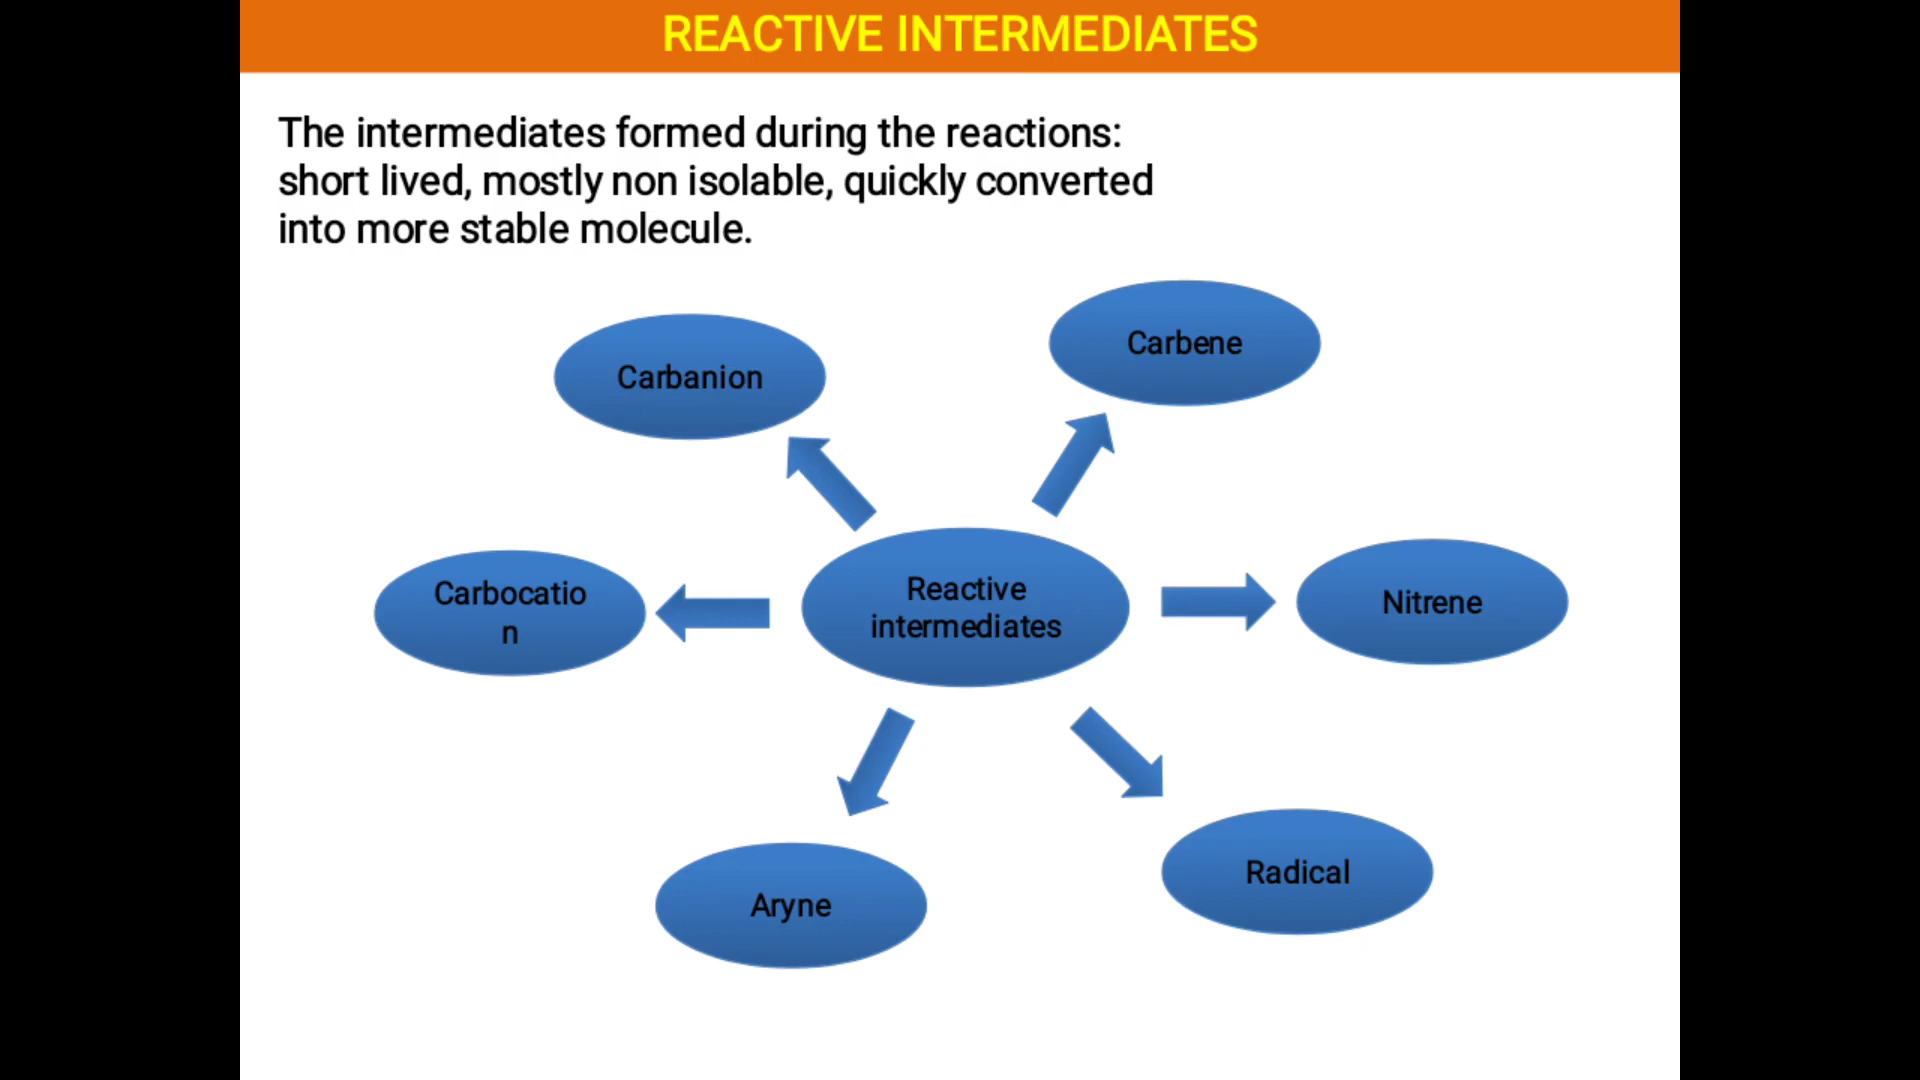 REACTIVE INTERMEDIATES
The intermediates formed during the reactions:
short lived, mostly non isolable, quickly converted
into more stable molecule.
Carbene
Carbanion
Reactive
intermediates
Carbocatio
n
Nitrene
Radical
Aryne